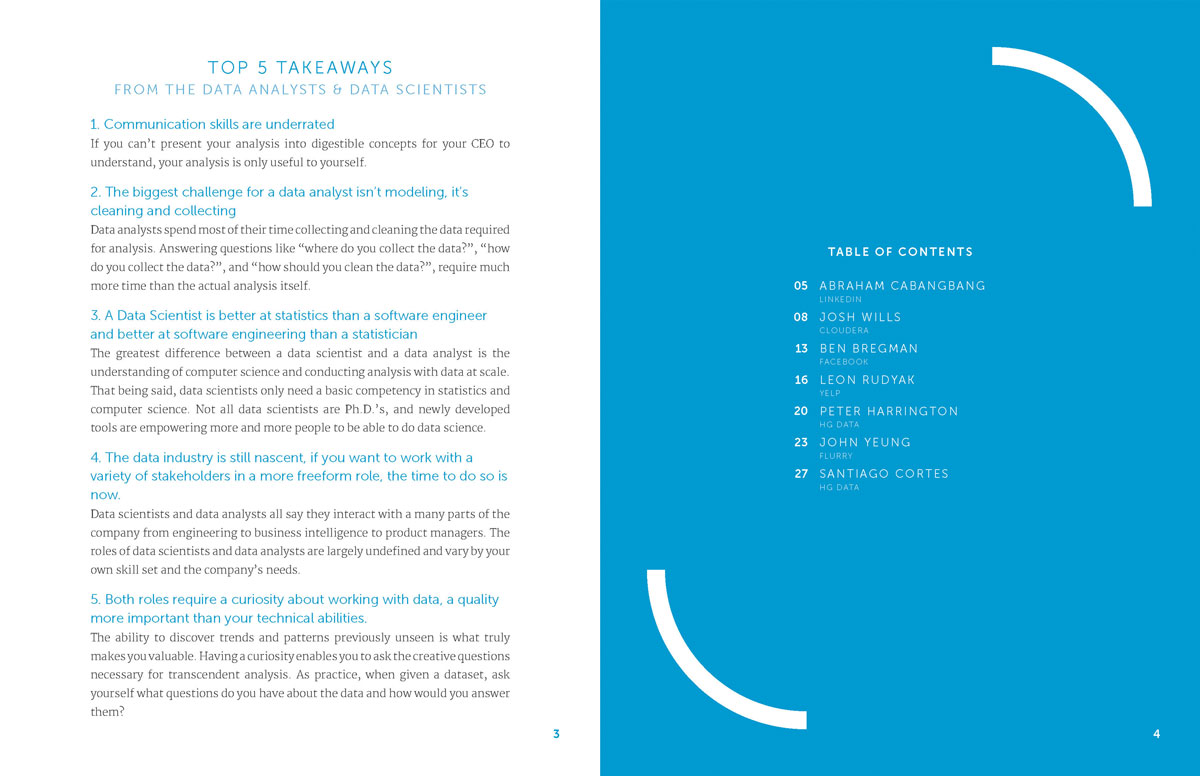 TOP 5 TAKEAWAYS
FROM THE DATA ANALYSTS & DATA SCIENTISTS
1. Communication skills are underrated
If you can’t present your analysis into digestible concepts for your CEO to
understand, your analysis is only useful to yourself.
2. The biggest challenge for a data analyst isn't modeling, it's
cleaning and collecting
Data analysts spend most of their time collecting and cleaning the data required
for analysis. Answering questions like “where do you collect the data?”, “how
do you collect the data?”, and “how should you clean the data?”, require much
more time than the actual analysis itself.
3. A Data Scientist is better at statistics than a software engineer
and better at software engineering than a statistician
The greatest difference between a data scientist and a data analyst is the
understanding of computer science and conducting analysis with data at scale.
That being said, data scientists only need a basic competency in statistics and
computer science. Not all data scientists are Ph.D.’s, and newly developed
tools are empowering more and more people to be able to do data science.
4. The data industry is still nascent, if you want to work with a
variety of stakeholders in a more freeform role, the time to do so is
now.
Data scientists and data analysts all say they interact with a many parts of the
company from engineering to business intelligence to product managers. The
roles of data scientists and data analysts are largely undefined and vary by your
own skill set and the company’s needs.
5. Both roles require a curiosity about working with data, a quality
more important than your technical abilities.
The ability to discover trends and patterns previously unseen is what truly
makes you valuable. Having a curiosity enables you to ask the creative questions
necessary for transcendent analysis. As practice, when given a dataset, ask
yourself what questions do you have about the data and how would you answer
them?
3
TABLE OF CONTENTS
05 ABRAHAM CABANGBANG
LINKEDIN
08 JOSH WILLS
CLOUDERA
13 BEN BREGMAN
FACEBOOK
16 LEON RUDYAK
YELP
20 PETER HARRINGTON
HG DATA
23 JOHN YEUNG
FLURRY
27 SANTIAGO CORTES
HG DATA
4